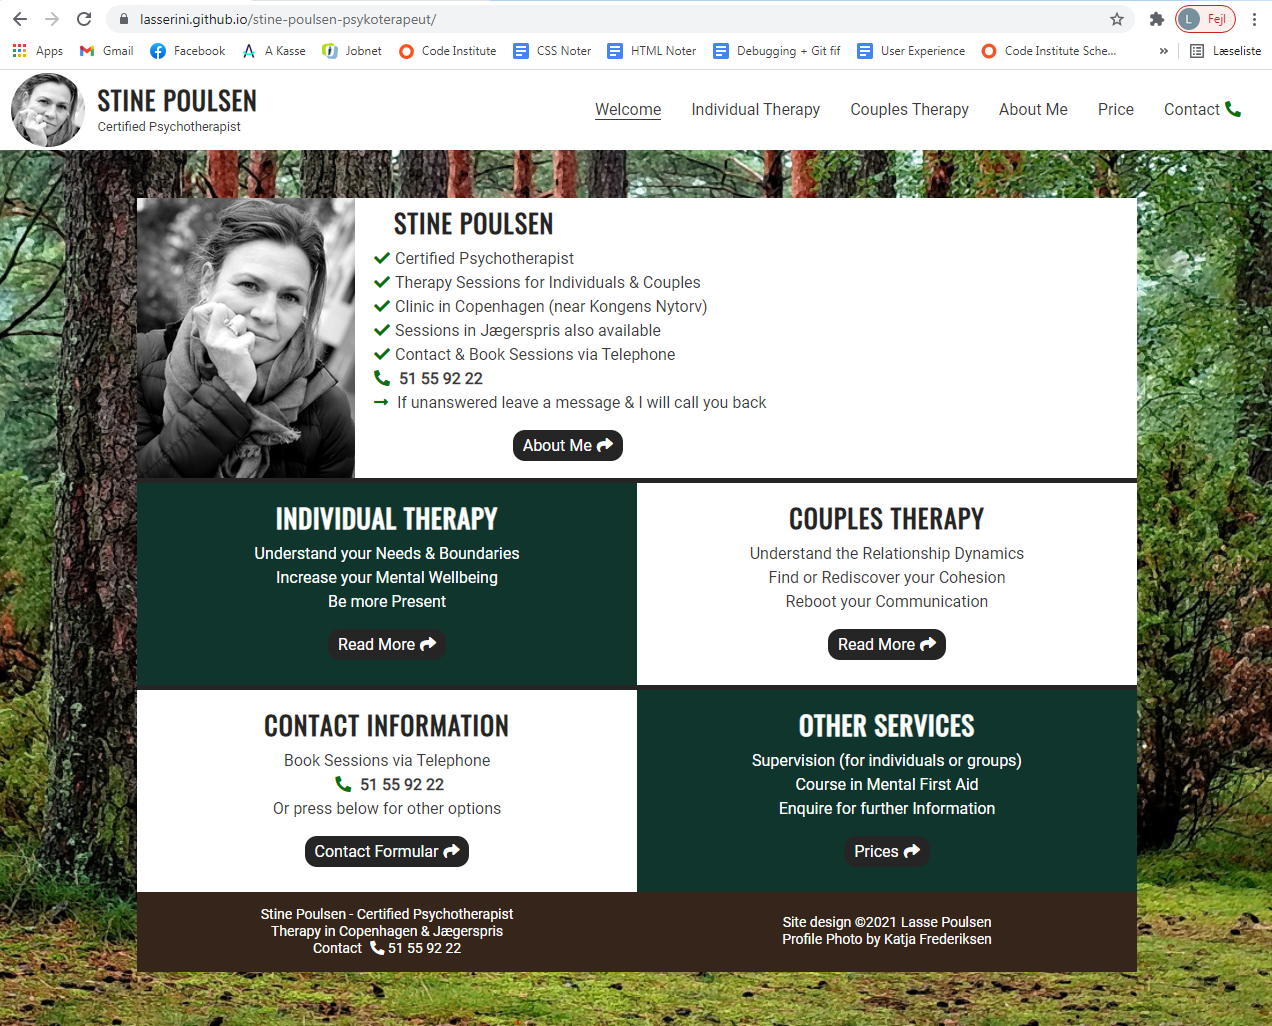 lasserini.github.io/stine-poulsen-psykoterapeut/
L Fejl
Apps Gmail Facebook A Kasse Jobnet Code Institute CSS Noter HTML Noter Debugging + Git fif User Experience Code Institute Sche... » Læseliste
STINE POULSEN
Certified Psychotherapist
Welcome Individual Therapy Couples Therapy About Me Price Contact
STINE POULSEN
Certified Psychotherapist
Therapy Sessions for Individuals & Couples
Clinic in Copenhagen (near Kongens Nytorv)
Sessions in Jægerspris also available
Contact & Book Sessions via Telephone
51 55 92 22
If unanswered leave a message & I will call you back
About Me
INDIVIDUAL THERAPY
Understand your Needs & Boundaries
Increase your Mental Wellbeing
Be more Present
Read More
COUPLES THERAPY
Understand the Relationship Dynamics
Find or Rediscover your Cohesion
Reboot your Communication
Read More
CONTACT INFORMATION
Book Sessions via Telephone
51 55 92 22
Or press below for other options
Contact Formular
OTHER SERVICES
Supervision (for individuals or groups)
Course in Mental First Aid
Enquire for further Information
Prices
Stine Poulsen - Certified Psychotherapist
Therapy in Copenhagen & Jægerspris
Contact 51 55 92 22
Site design ©2021 Lasse Poulsen
Profile Photo by Katja Frederiksen